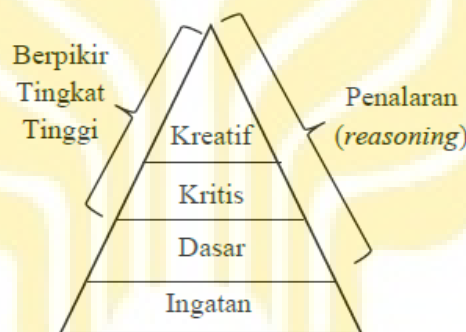 Berpikir
Tingkat
Tinggi
Kreatif
Kritis
Dasar
Ingatan
Penalaran
(reasoning)